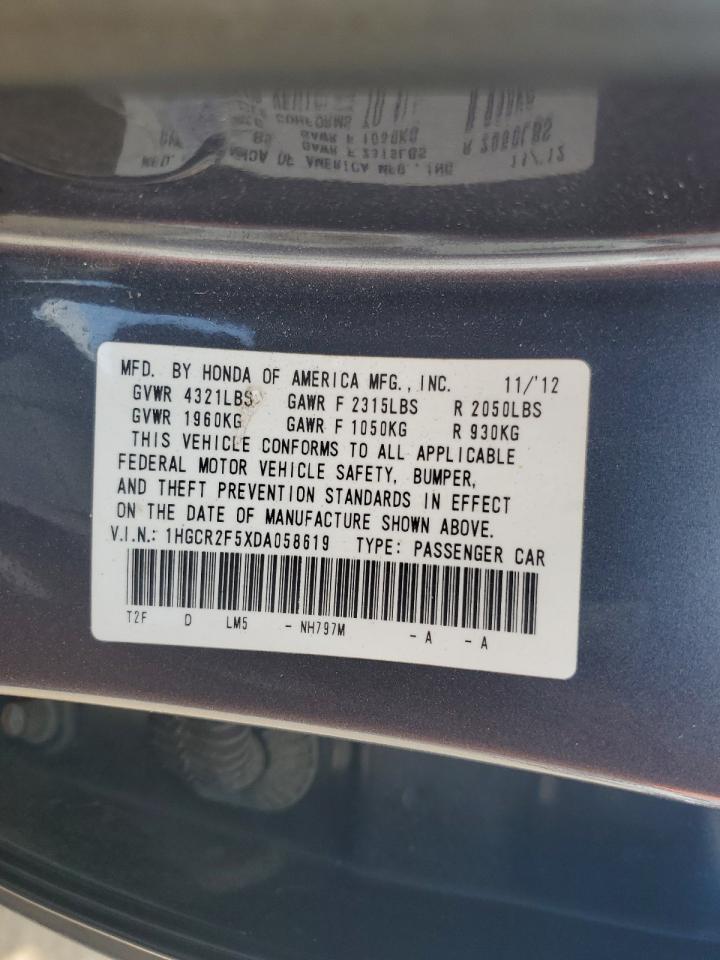 MFD. BY HONDA OF AMERICA MFG., INC. 11/'12
GVWR 4321LBS GAWR F 2315LBS R 2050LBS
GVWR 1960KG GAWR F 1050KG R 930KG
THIS VEHICLE CONFORMS TO ALL APPLICABLE
FEDERAL MOTOR VEHICLE SAFETY, BUMPER,
AND THEFT PREVENTION STANDARDS IN EFFECT
ON THE DATE OF MANUFACTURE SHOWN ABOVE.
V.I.N.: 1HGCR2F5XDA058619 TYPE: PASSENGER CAR
T2F D LM5 - NH797M - A - A